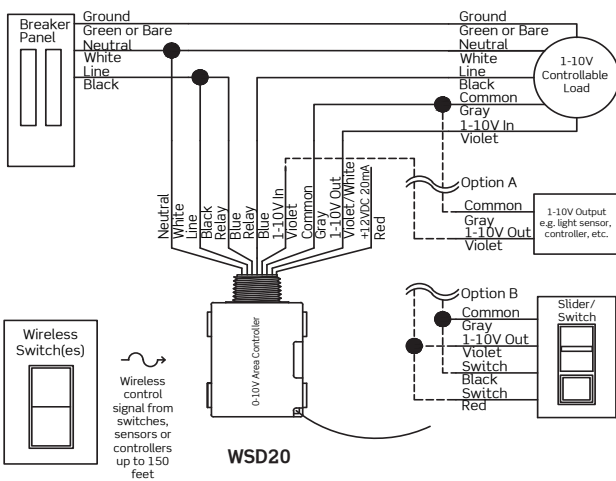 Breaker
Panel
Ground
Green or Bare
Neutral
White
Line
Black
Ground
Green or Bare
Neutral
White
Line
Black
Common
Gray
1-10V In
Violet
1-10V
Controllable
Load
Neutral
White
Line
Black
Relay
Blue
Relay
Blue
1-10V In
Violet
Common
Gray
1-10V Out
Violet/White
+12VDC 20mA
Red
Option A
Common
Gray
1-10V Out
Violet
1-10V Output
e.g. light sensor,
controller, etc.
Option B
Common
Gray
1-10V Out
Violet
Switch
Black
Switch
Red
Slider/
Switch
Wireless
Switch(es)
Wireless
control
signal from
switches,
sensors or
controllers
up to 150
feet
0-10V Area Controller
WSD20